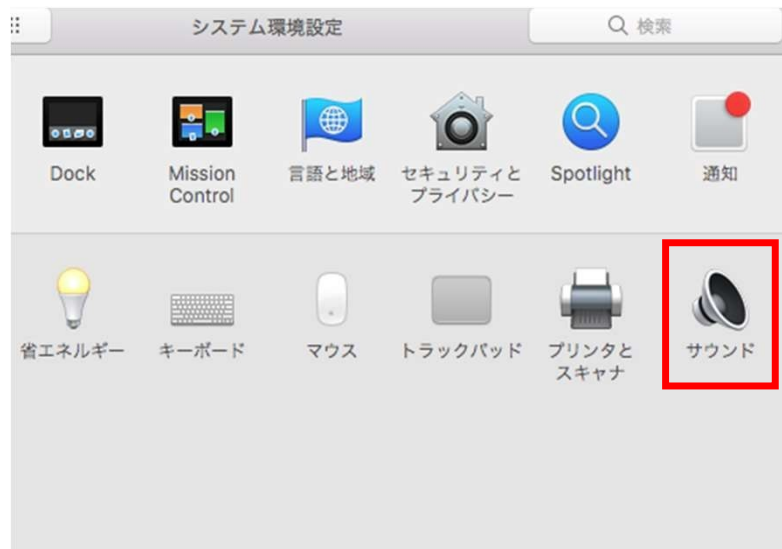 システム環境設定
検索
Dock
Mission
Control
言語と地域
セキュリティと
プライバシー
Spotlight
通知
省エネルギー
キーボード
マウス
トラックパッド
プリンタと
スキャナ
サウンド